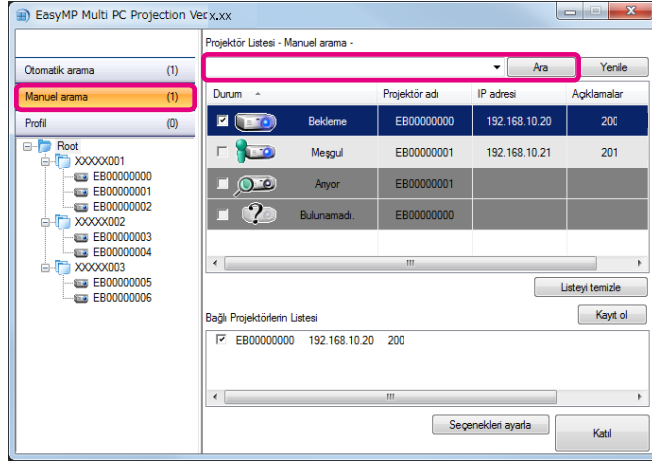 EasyMP Multi PC Projection Ver.x.xx
Projektör Listesi - Manuel arama -
Otomatik arama (1)
Ara
Yenile
Manuel arama (1)
Profil (0)
Durum Projektör adı IP adresi Açıklamalar
Bekleme EB00000000 192.168.10.20 200
Meşgul EB00000001 192.168.10.21 201
Arıyor EB00000001
Bulunamadı. EB00000000
Root
XXXXX001
EB00000000
EB00000001
EB00000002
XXXXX002
EB00000003
EB00000004
XXXXX003
EB00000005
EB00000006
Listeyi temizle
Bağlı Projektörlerin Listesi
Kayıt ol
EB00000000 192.168.10.20 200
Seçenekleri ayarla
Katıl